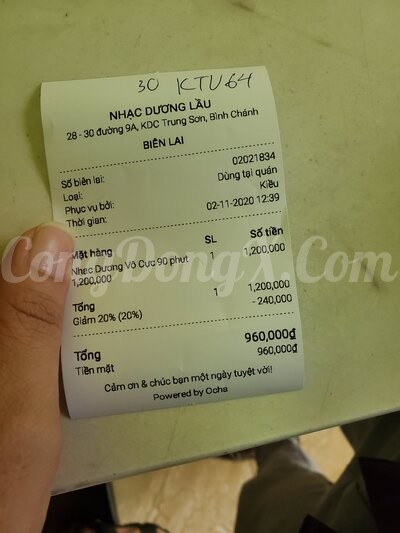 30 KTU64
NHẠC DƯƠNG LẦU
28 - 30 đường 9A, KDC Trung Sơn, Bình Chánh
BIÊN LAI
Số biên lai: 02021834
Loại: Dùng tại quán
Phục vụ bởi: Kiều
Thời gian: 02-11-2020 12:39
Mặt hàng SL Số tiền
Nhạc Dương Vô Cực 90 phut 1 1,200,000
1,200,000
Tổng 1 1,200,000
Giảm 20% (20%) - 240,000
Tổng 960,000₫
Tiền mặt 960,000₫
Cảm ơn & chúc bạn một ngày tuyệt vời!
Powered by Ocha
CongDongX.Com